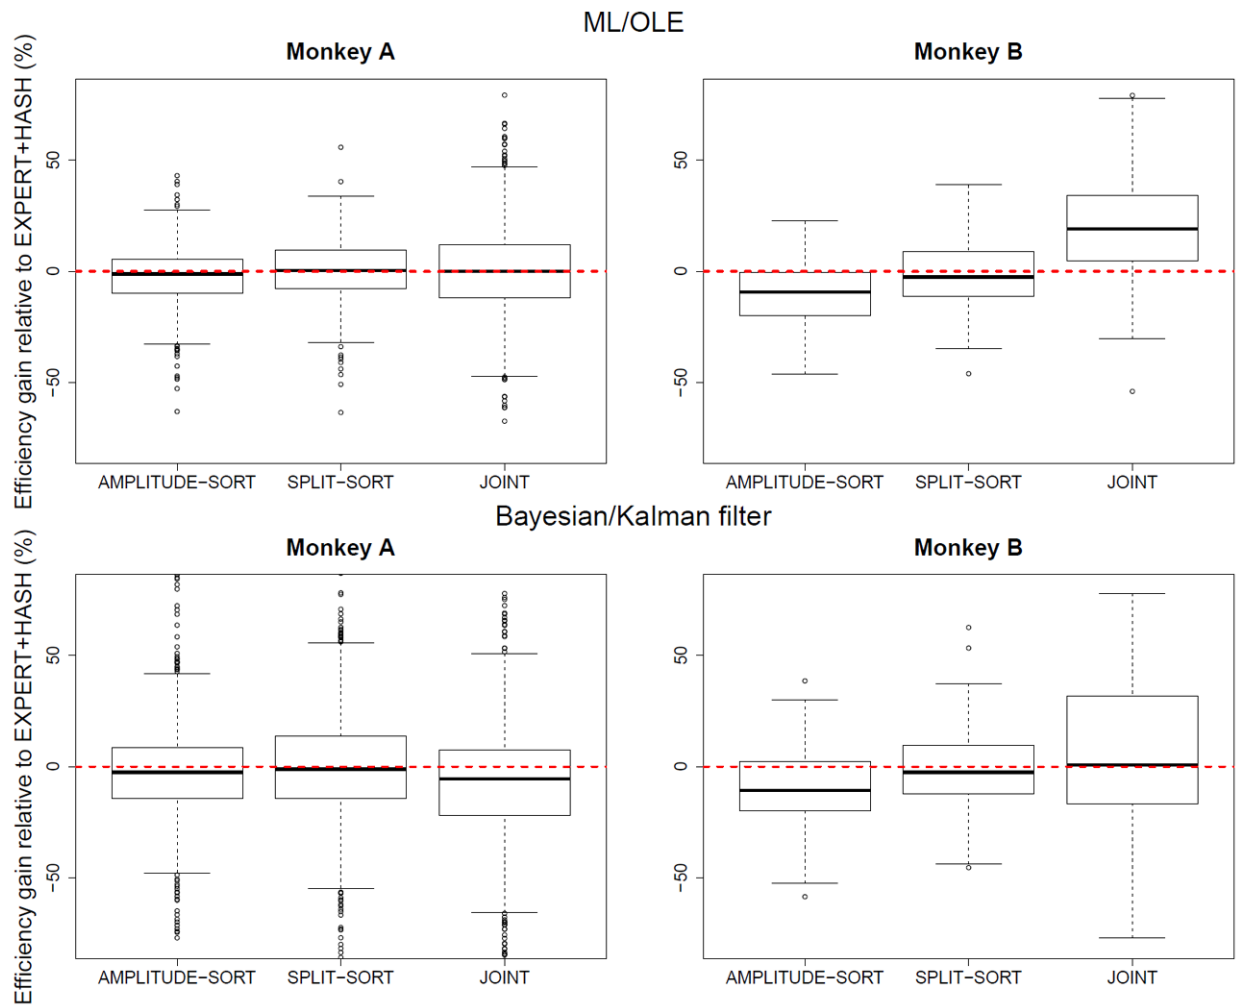 ML/OLE
Monkey A
Monkey B
Efficiency gain relative to EXPERT+HASH (%)
50
0
−50
AMPLITUDE−SORT SPLIT−SORT JOINT
50
0
−50
AMPLITUDE−SORT SPLIT−SORT JOINT
Bayesian/Kalman filter
Monkey A
Monkey B
Efficiency gain relative to EXPERT+HASH (%)
50
0
−50
AMPLITUDE−SORT SPLIT−SORT JOINT
50
0
−50
AMPLITUDE−SORT SPLIT−SORT JOINT